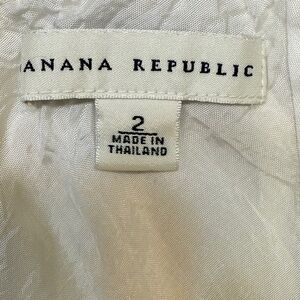 ANANA REPUBLIC
2
MADE IN
THAILAND